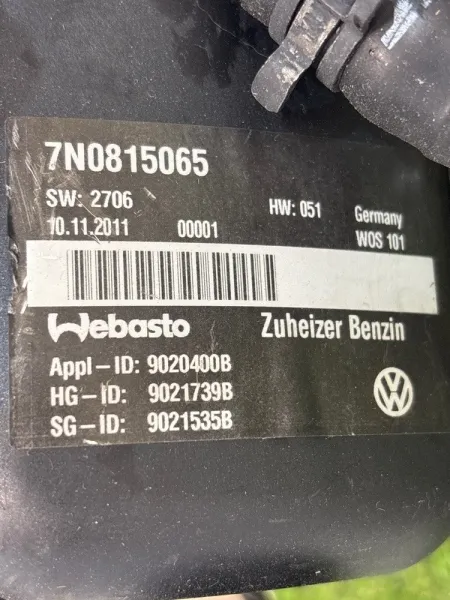 7N0815065
SW: 2706 HW: 051 Germany
10.11.2011 00001 WOS 101
Webasto Zuheizer Benzin
Appl-ID: 9020400B
HG-ID: 9021739B
SG-ID: 9021535B
VW